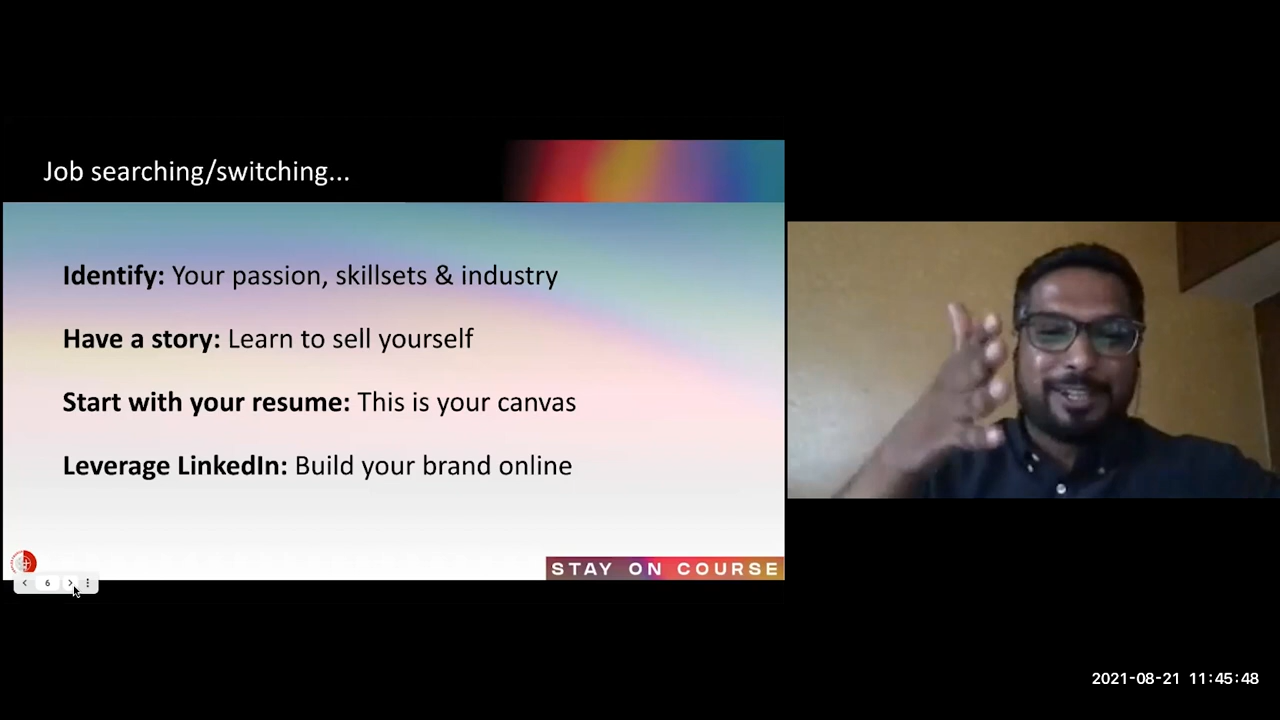 Job searching/switching...
Identify: Your passion, skillsets & industry
Have a story: Learn to sell yourself
Start with your resume: This is your canvas
Leverage LinkedIn: Build your brand online
STAY ON COURSE
6
2021-08-21 11:45:48